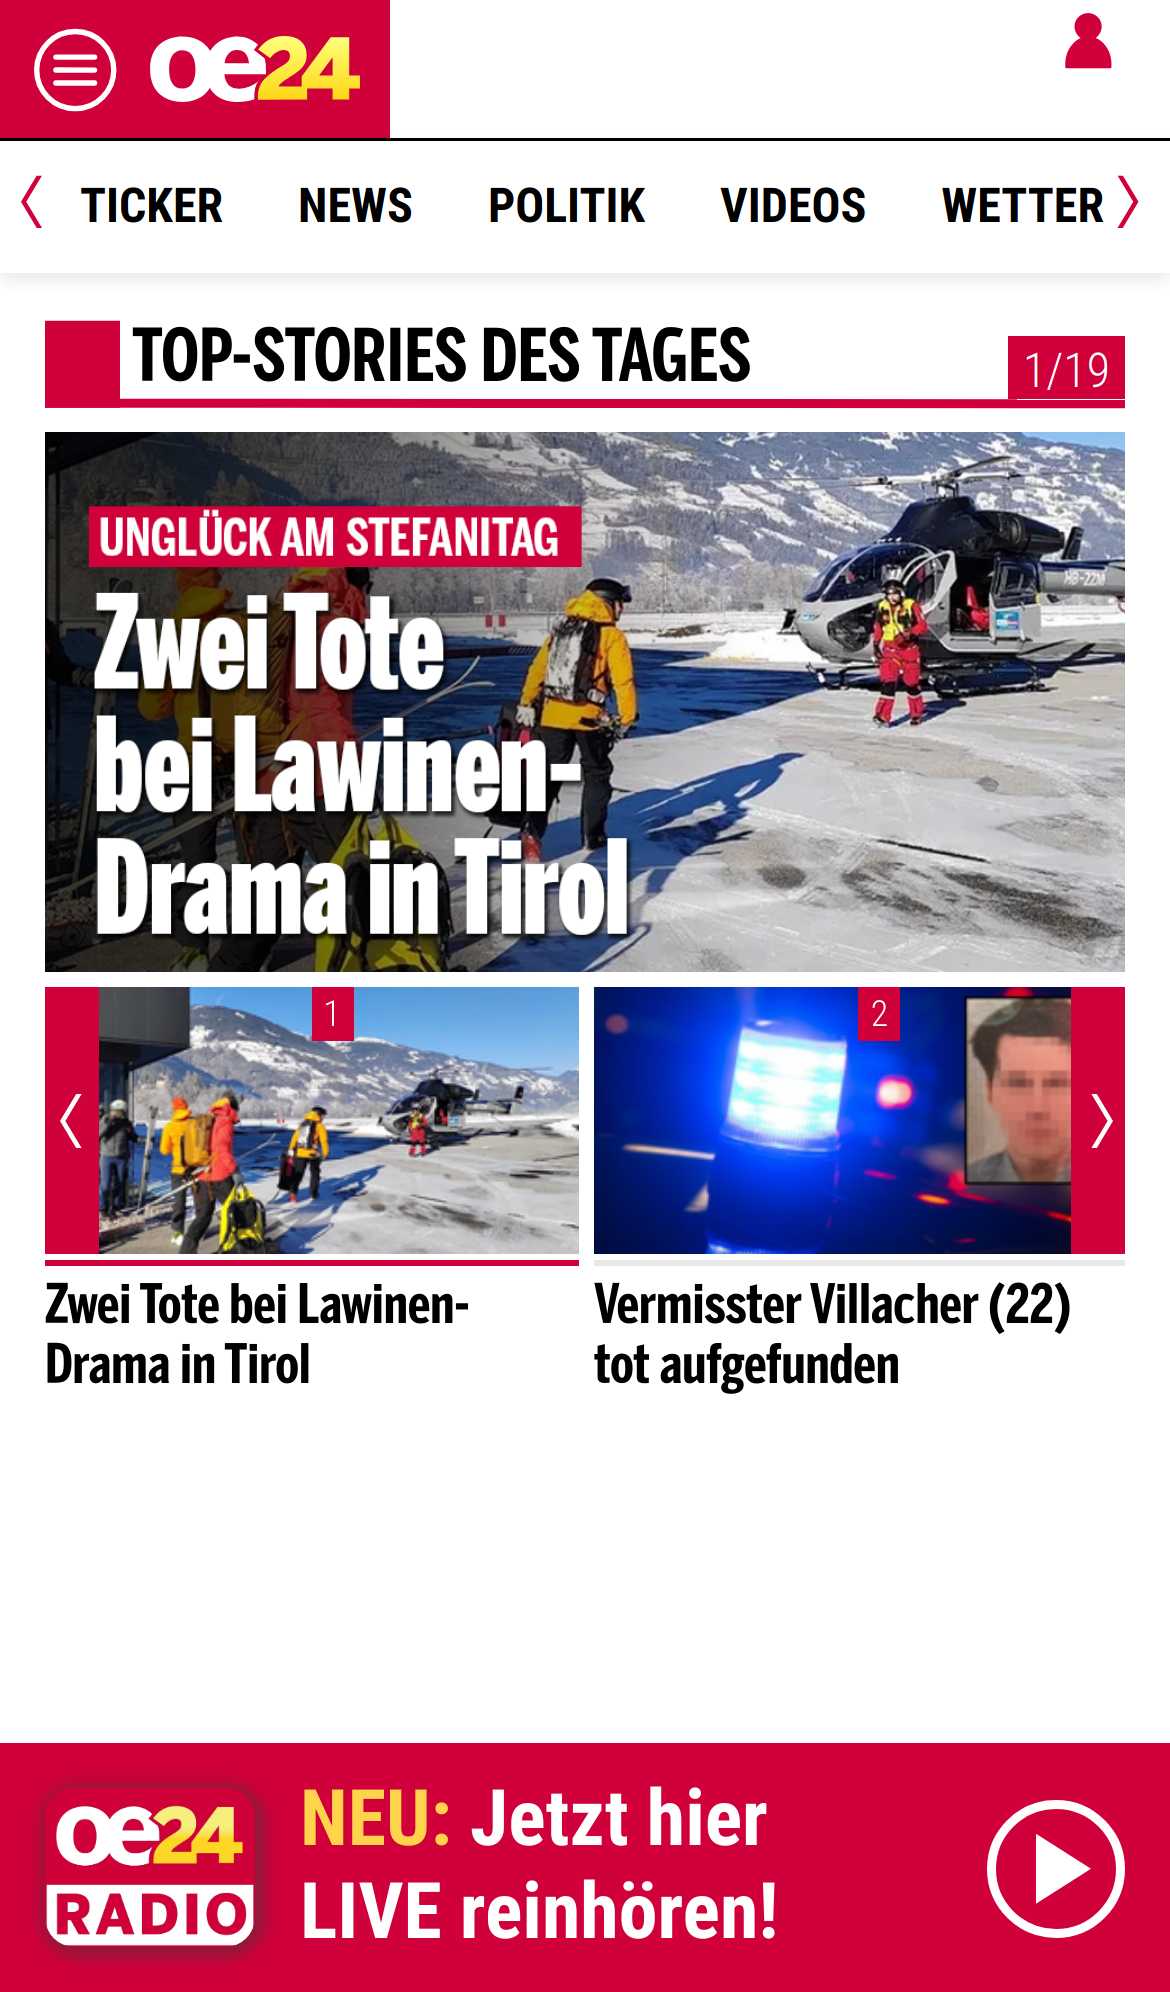 oe24
TICKER NEWS POLITIK VIDEOS WETTER
TOP-STORIES DES TAGES
1/19
UNGLÜCK AM STEFANITAG
Zwei Tote
bei Lawinen-
Drama in Tirol
HB-22M
1
2
Zwei Tote bei Lawinen-
Drama in Tirol
Vermisster Villacher (22)
tot aufgefunden
oe24
RADIO
NEU: Jetzt hier
LIVE reinhören!